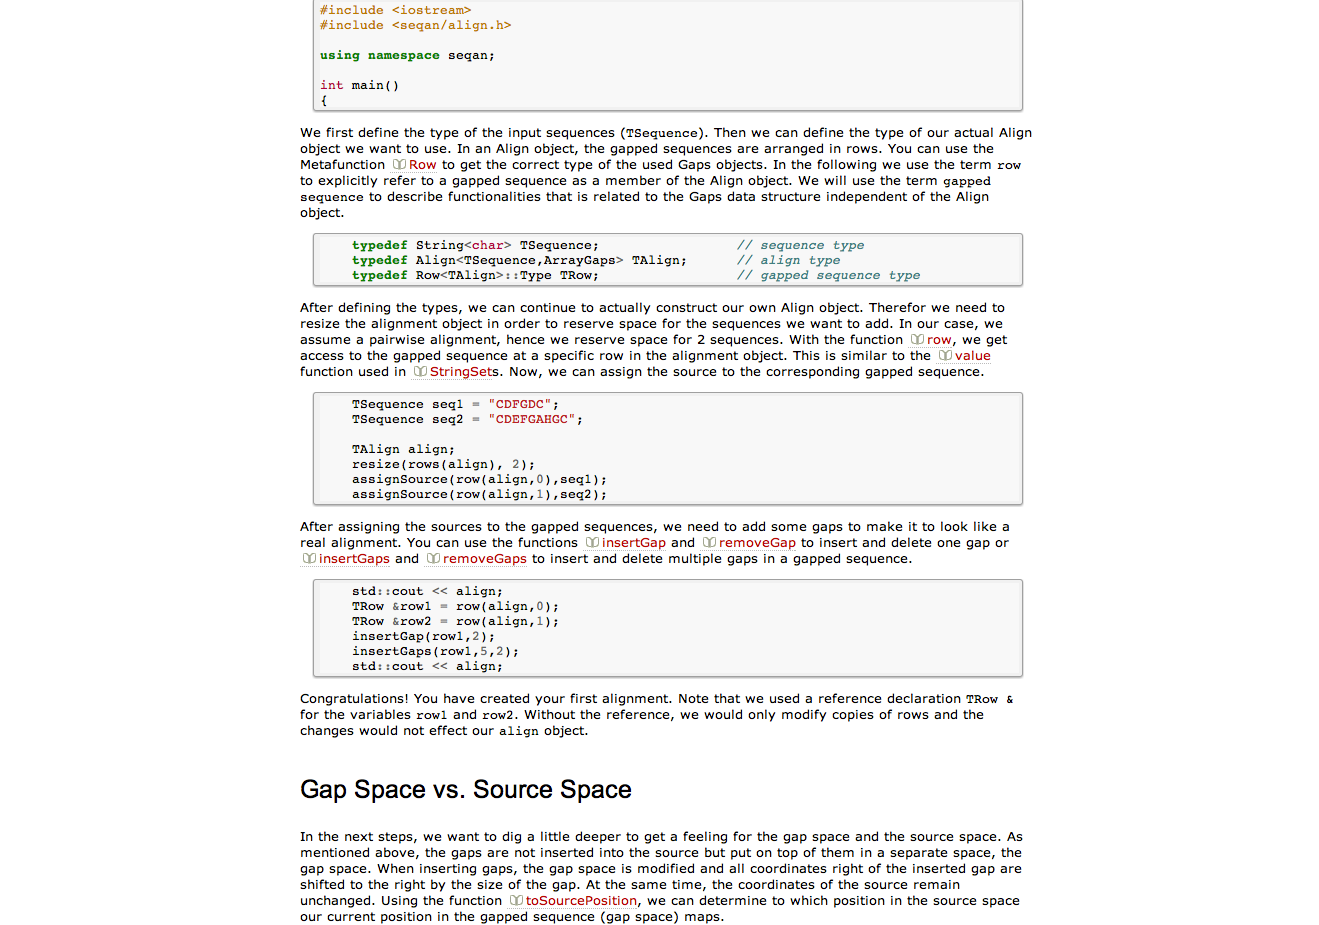 #include <iostream>
#include <seqan/align.h>
using namespace seqan;
int main()
{
We first define the type of the input sequences (TSequence). Then we can define the type of our actual Align
object we want to use. In an Align object, the gapped sequences are arranged in rows. You can use the
Metafunction Row to get the correct type of the used Gaps objects. In the following we use the term row
to explicitly refer to a gapped sequence as a member of the Align object. We will use the term gapped
sequence to describe functionalities that is related to the Gaps data structure independent of the Align
object.
typedef String<char> TSequence; // sequence type
typedef Align<TSequence,ArrayGaps> TAlign; // align type
typedef Row<TAlign>::Type TRow; // gapped sequence type
After defining the types, we can continue to actually construct our own Align object. Therefor we need to
resize the alignment object in order to reserve space for the sequences we want to add. In our case, we
assume a pairwise alignment, hence we reserve space for 2 sequences. With the function row, we get
access to the gapped sequence at a specific row in the alignment object. This is similar to the value
function used in StringSets. Now, we can assign the source to the corresponding gapped sequence.
TSequence seq1 = "CDFGDC";
TSequence seq2 = "CDEFGAHGC";
TAlign align;
resize(rows(align), 2);
assignSource(row(align,0),seq1);
assignSource(row(align,1),seq2);
After assigning the sources to the gapped sequences, we need to add some gaps to make it to look like a
real alignment. You can use the functions insertGap and removeGap to insert and delete one gap or
insertGaps and removeGaps to insert and delete multiple gaps in a gapped sequence.
std::cout << align;
TRow &row1 = row(align,0);
TRow &row2 = row(align,1);
insertGap(row1,2);
insertGaps(row1,5,2);
std::cout << align;
Congratulations! You have created your first alignment. Note that we used a reference declaration TRow &
for the variables row1 and row2. Without the reference, we would only modify copies of rows and the
changes would not effect our align object.
Gap Space vs. Source Space
In the next steps, we want to dig a little deeper to get a feeling for the gap space and the source space. As
mentioned above, the gaps are not inserted into the source but put on top of them in a separate space, the
gap space. When inserting gaps, the gap space is modified and all coordinates right of the inserted gap are
shifted to the right by the size of the gap. At the same time, the coordinates of the source remain
unchanged. Using the function toSourcePosition, we can determine to which position in the source space
our current position in the gapped sequence (gap space) maps.